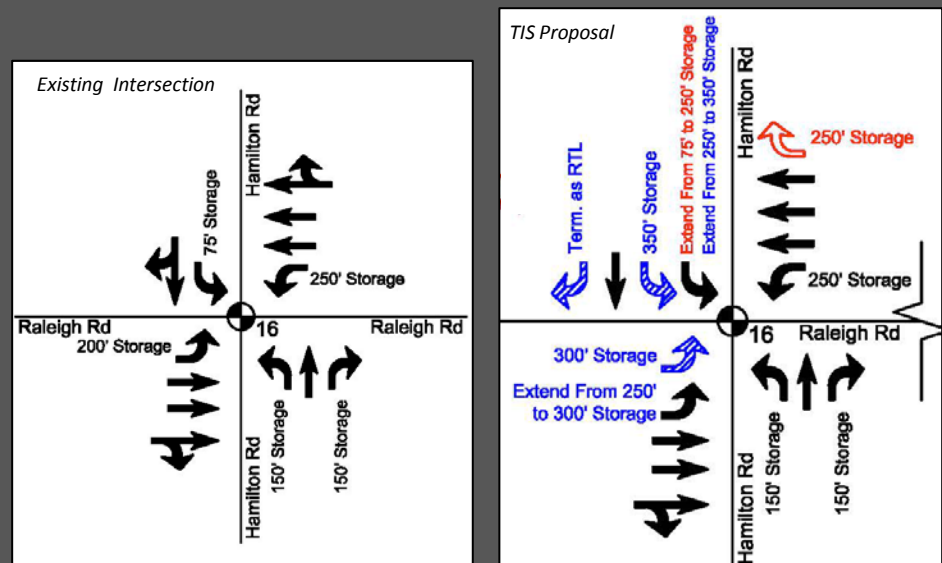 Existing Intersection
Hamilton Rd
75' Storage
250' Storage
Raleigh Rd
16
Raleigh Rd
200' Storage
150' Storage
150' Storage
Hamilton Rd
TIS Proposal
Term. as RTL
350' Storage
Extend From 75' to 250' Storage
Extend From 250' to 350' Storage
Hamilton Rd
250' Storage
250' Storage
16
Raleigh Rd
300' Storage
Extend From 250'
to 300' Storage
Hamilton Rd
150' Storage
150' Storage